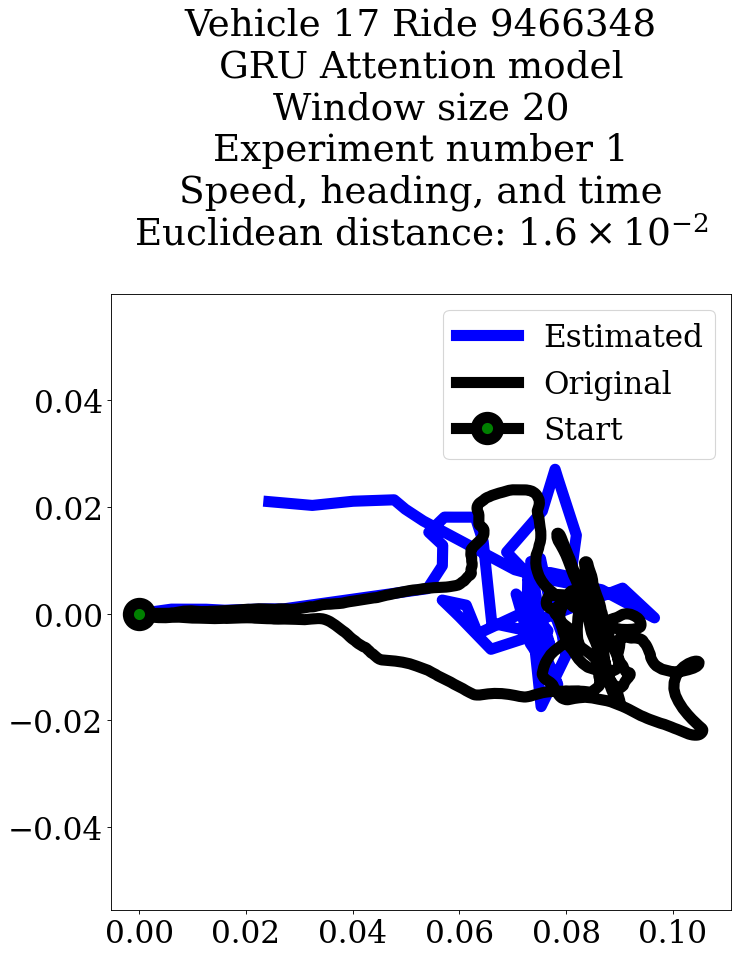 Vehicle 17 Ride 9466348
GRU Attention model
Window size 20
Experiment number 1
Speed, heading, and time
Euclidean distance: 1.6 × 10⁻²
Estimated
Original
Start
0.04
0.02
0.00
−0.02
−0.04
0.00 0.02 0.04 0.06 0.08 0.10